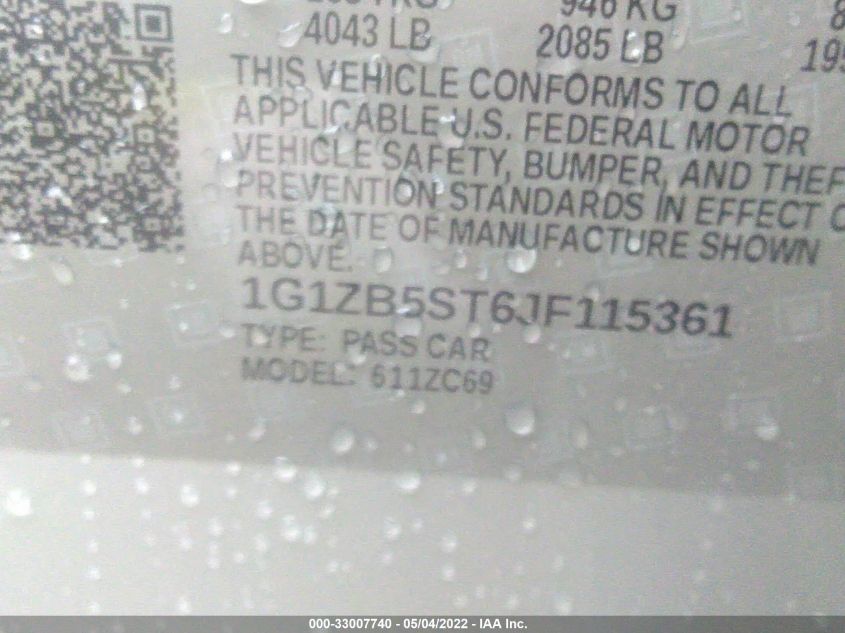 946 KG
4043 LB 2085 LB
THIS VEHICLE CONFORMS TO ALL
APPLICABLE U.S. FEDERAL MOTOR
VEHICLE SAFETY, BUMPER, AND THEF
PREVENTION STANDARDS IN EFFECT O
THE DATE OF MANUFACTURE SHOWN
ABOVE.
1G1ZB5ST6JF115361
TYPE: PASS CAR
MODEL: 611ZC69
000-33007740 - 05/04/2022 - IAA Inc.